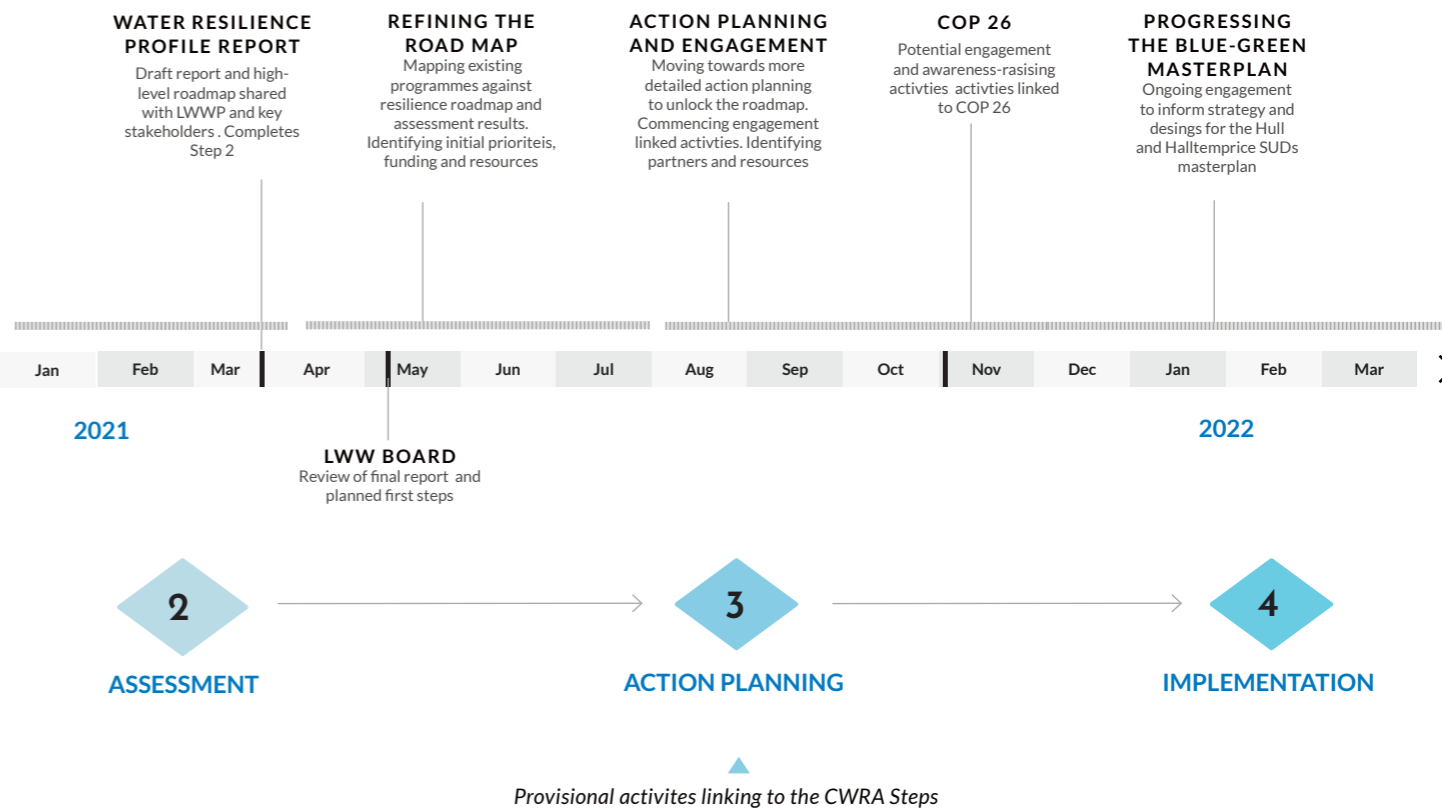 WATER RESILIENCE
PROFILE REPORT
Draft report and high-
level roadmap shared
with LWWP and key
stakeholders . Completes
Step 2
REFINING THE
ROAD MAP
Mapping existing
programmes against
resilience roadmap and
assessment results.
Identifying initial prioriteis,
funding and resources
ACTION PLANNING
AND ENGAGEMENT
Moving towards more
detailed action planning
to unlock the roadmap.
Commencing engagement
linked activties. Identifying
partners and resources
COP 26
Potential engagement
and awareness-rasising
activties activties linked
to COP 26
PROGRESSING
THE BLUE-GREEN
MASTERPLAN
Ongoing engagement
to inform strategy and
desings for the Hull
and Halltemprice SUDs
masterplan
Jan Feb Mar Apr May Jun Jul Aug Sep Oct Nov Dec Jan Feb Mar
2021
2022
LWW BOARD
Review of final report and
planned first steps
2
3
4
ASSESSMENT
ACTION PLANNING
IMPLEMENTATION
Provisional activites linking to the CWRA Steps